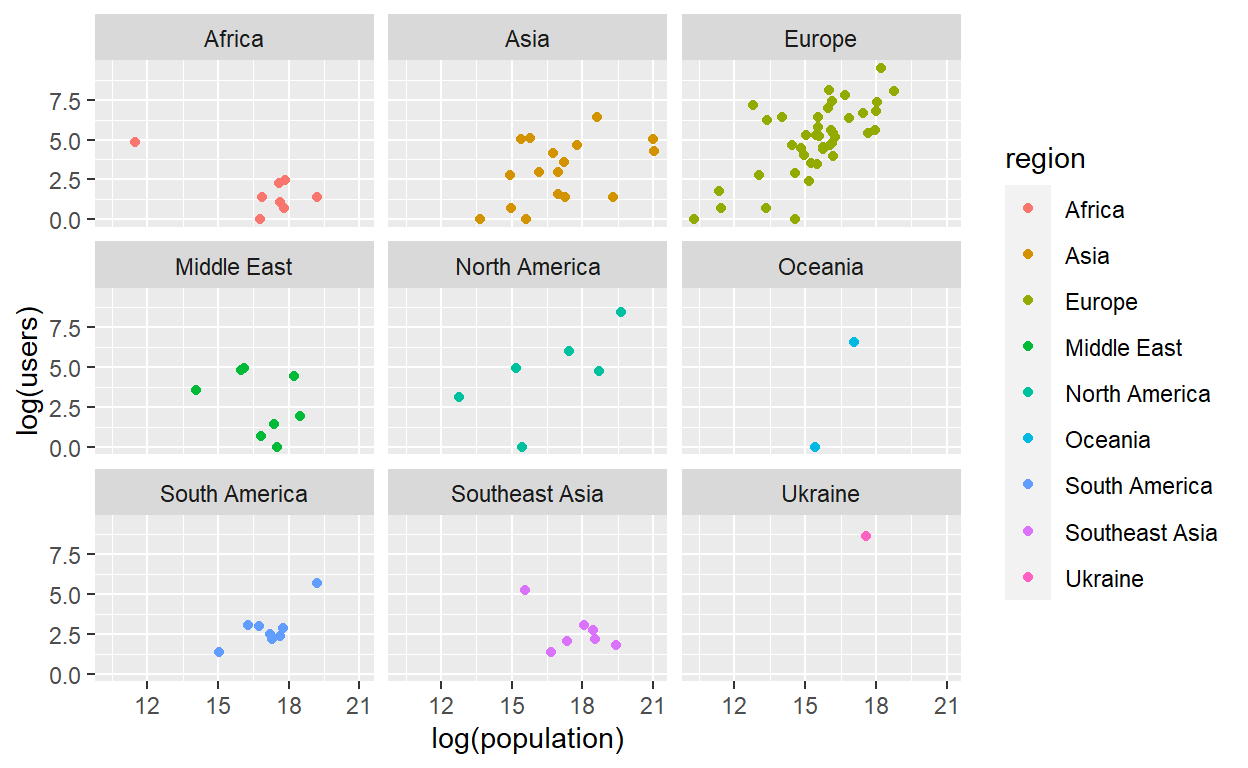 Africa Asia Europe
7.5
5.0
2.5
0.0
Middle East North America Oceania
7.5
5.0
2.5
0.0
South America Southeast Asia Ukraine
7.5
5.0
2.5
0.0
12 15 18 21 12 15 18 21 12 15 18 21
log(population)
log(users)
region
Africa
Asia
Europe
Middle East
North America
Oceania
South America
Southeast Asia
Ukraine